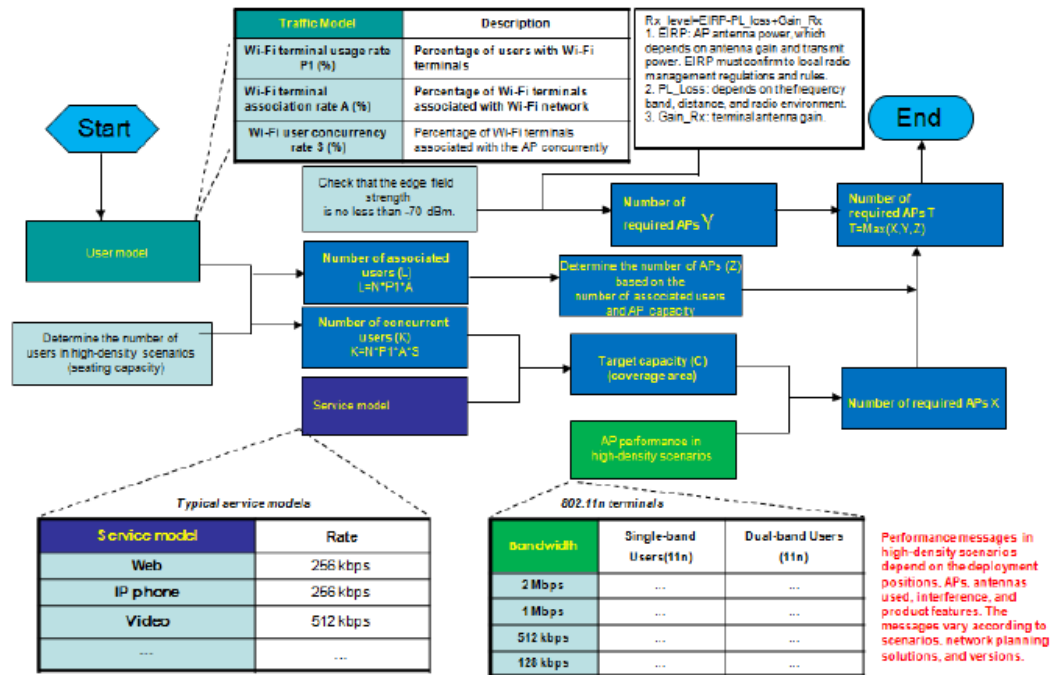 Traffic Model
Description
Wi-Fi terminal usage rate
P1 (%)
Percentage of users with Wi-Fi
terminals
Wi-Fi terminal
association rate A (%)
Percentage of Wi-Fi terminals
associated with Wi-Fi network
Wi-Fi user concurrency
rate S (%)
Percentage of Wi-Fi terminals
associated with the AP concurrently
Rx_level=EIRP-PL_loss+Gain_Rx
1. EIRP: AP antenna power, which
depends on antenna gain and transmit
power. EIRP must confirm to local radio
management regulations and rules.
2. PL_Loss: depends on the frequency
band, distance, and radio environment.
3. Gain_Rx: terminal antenna gain.
Start
End
Check that the edge field
strength
is no less than -70 dBm.
Number of
required APs Y
Number of
required APs T
T=Max(X,Y,Z)
User model
Number of associated
users (L)
L=N*P1*A
Determine the number of APs (Z)
based on the
number of associated users
and AP capacity
Determine the number of
users in high-density scenarios
(seating capacity)
Number of concurrent
users (K)
K=N*P1*A*S
Target capacity (C)
(coverage area)
Service model
Number of required APs X
AP performance in
high-density scenarios
Typical service models
802.11n terminals
Service model
Rate
Web
256 kbps
IP phone
256 kbps
Video
512 kbps
...
...
Bandwidth
Single-band
Users(11n)
Dual-band Users
(11n)
2 Mbps
...
...
1 Mbps
...
...
512 kbps
...
...
128 kbps
...
...
Performance messages in
high-density scenarios
depend on the deployment
positions, APs, antennas
used, interference, and
product features. The
messages vary according to
scenarios, network planning
solutions, and versions.